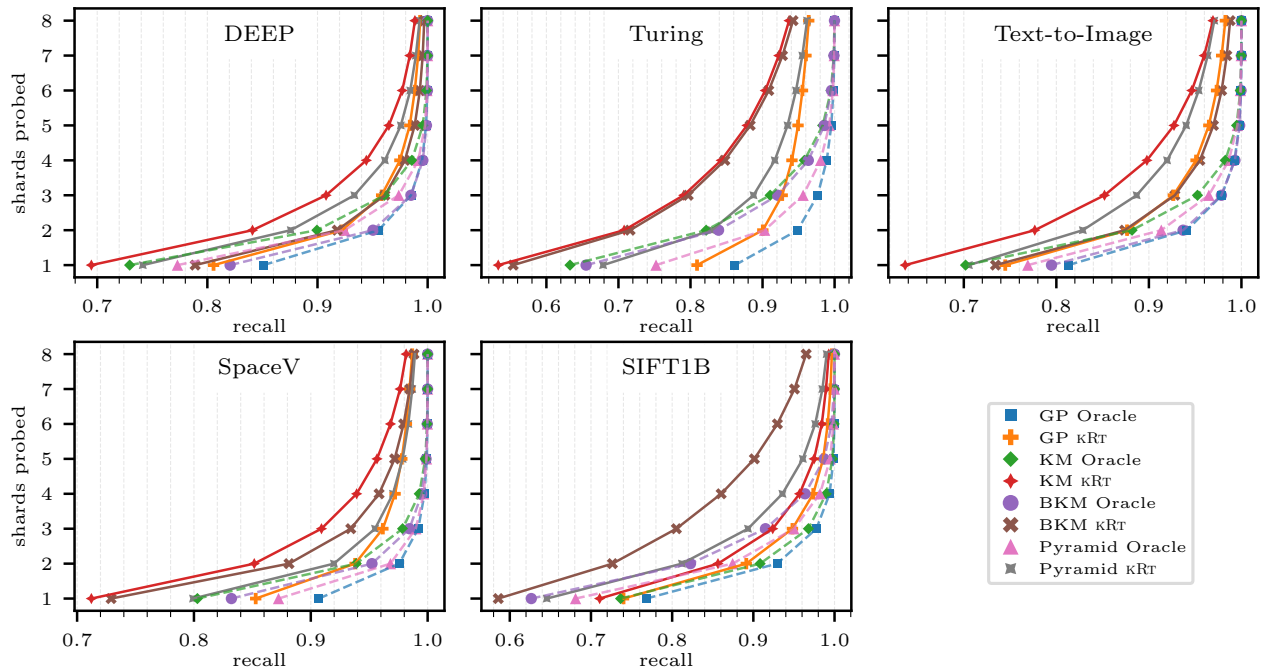 DEEP
8
7
6
5
4
3
2
1
shards probed
0.7 0.8 0.9 1.0
recall
Turing
0.6 0.7 0.8 0.9 1.0
recall
Text-to-Image
0.7 0.8 0.9 1.0
recall
SpaceV
8
7
6
5
4
3
2
1
shards probed
0.7 0.8 0.9 1.0
recall
SIFT1B
0.6 0.7 0.8 0.9 1.0
recall
GP Oracle
GP KRT
KM Oracle
KM KRT
BKM Oracle
BKM KRT
Pyramid Oracle
Pyramid KRT